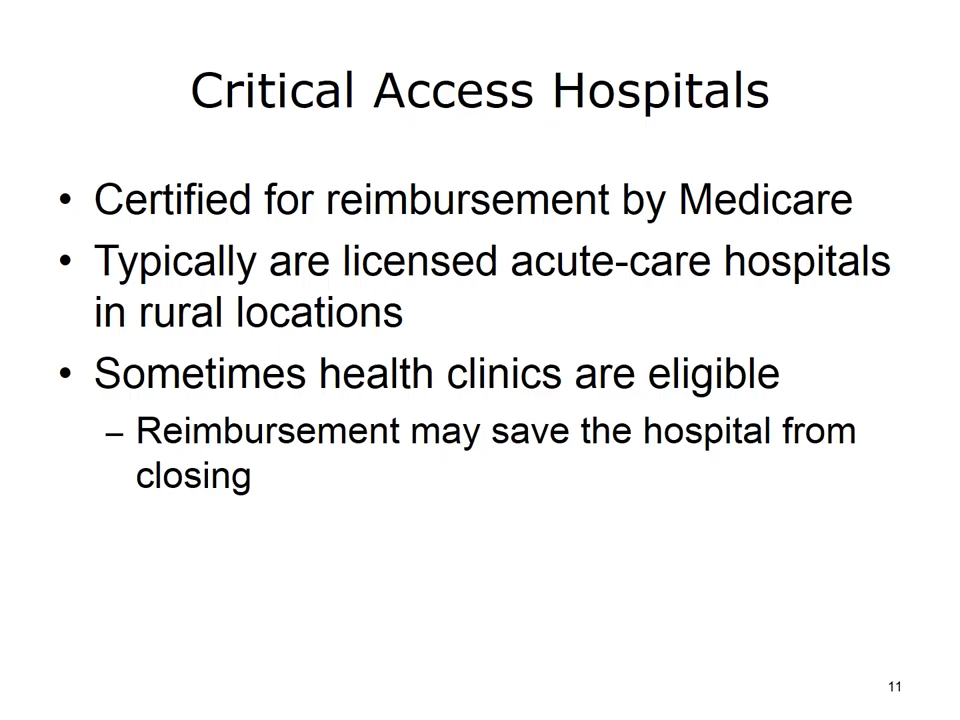 Critical Access Hospitals
• Certified for reimbursement by Medicare
• Typically are licensed acute-care hospitals
in rural locations
• Sometimes health clinics are eligible
– Reimbursement may save the hospital from
closing
11